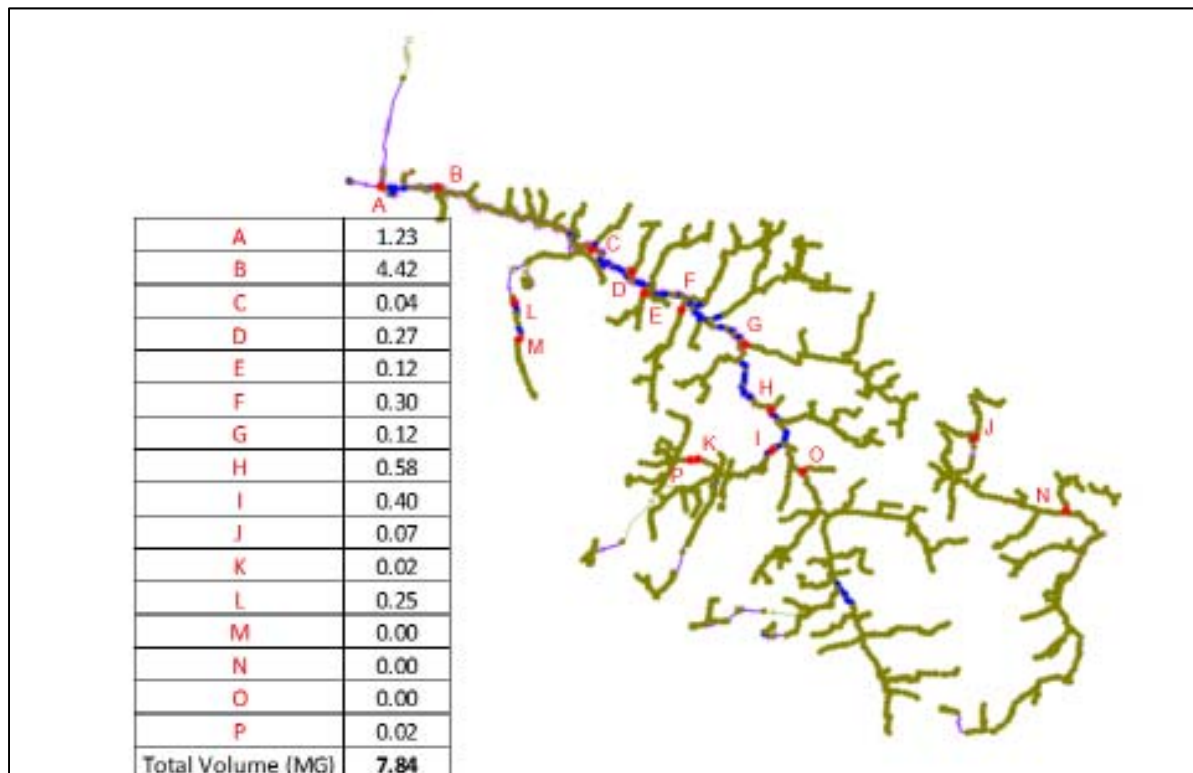 B
A
C
D
F
E
L
G
M
H
K
I
J
P
O
N
A 1.23
B 4.42
C 0.04
D 0.27
E 0.12
F 0.30
G 0.12
H 0.58
I 0.40
J 0.07
K 0.02
L 0.25
M 0.00
N 0.00
O 0.00
P 0.02
Total Volume (MG) 7.84